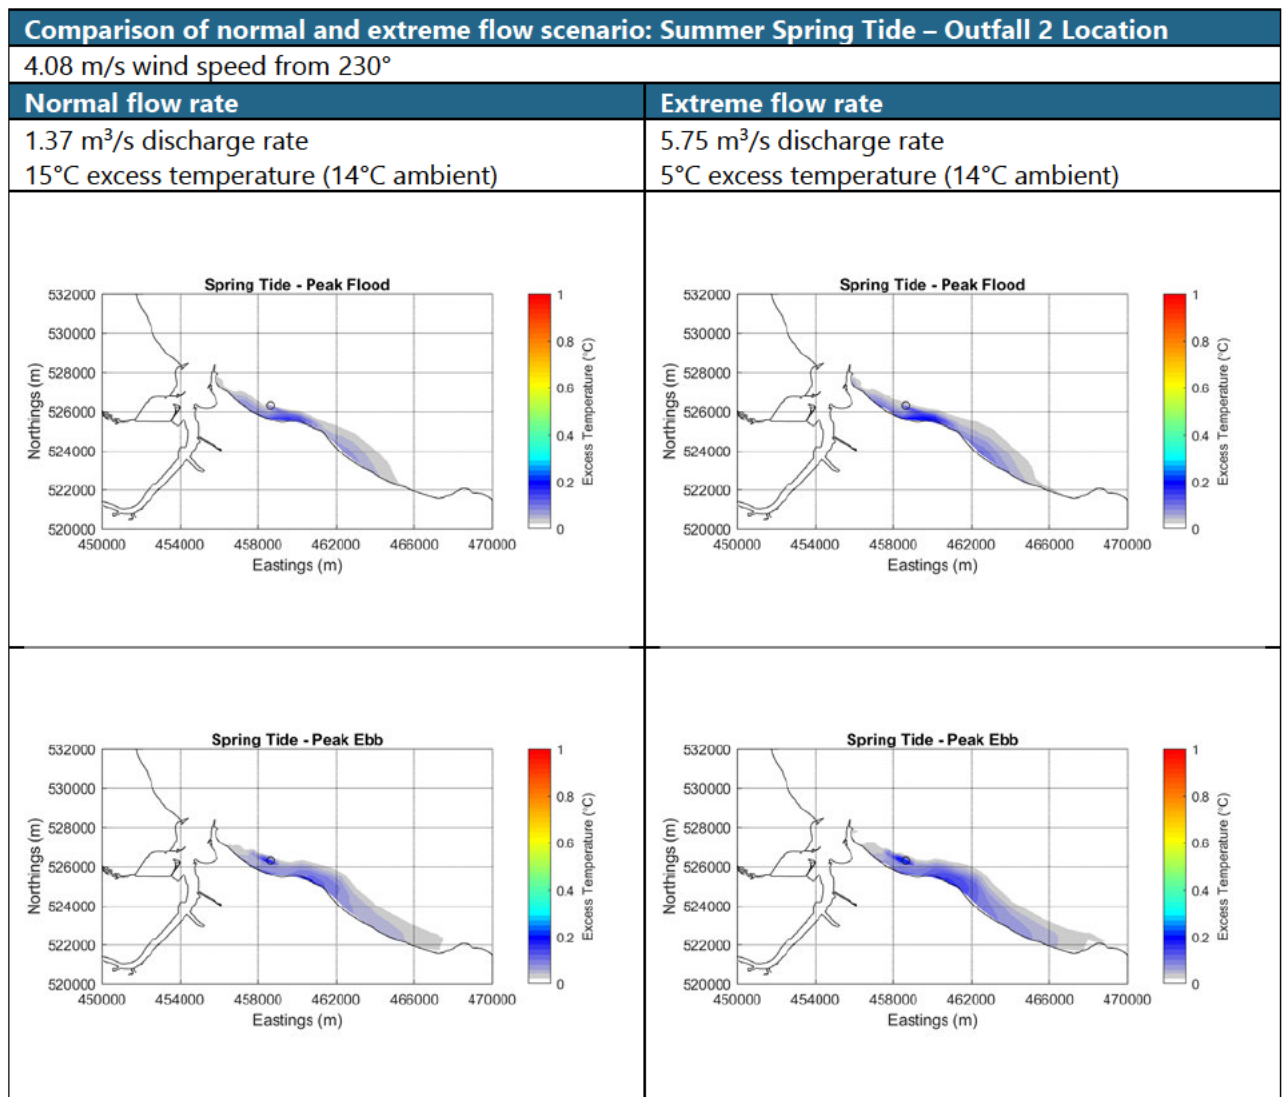 Comparison of normal and extreme flow scenario: Summer Spring Tide – Outfall 2 Location
4.08 m/s wind speed from 230°
Normal flow rate
Extreme flow rate
1.37 m³/s discharge rate
15°C excess temperature (14°C ambient)
5.75 m³/s discharge rate
5°C excess temperature (14°C ambient)
Spring Tide - Peak Flood
532000
530000
528000
526000
524000
522000
520000
Northings (m)
450000 454000 458000 462000 466000 470000
Eastings (m)
1
0.8
0.6
0.4
0.2
0
Excess Temperature (°C)
Spring Tide - Peak Flood
532000
530000
528000
526000
524000
522000
520000
Northings (m)
450000 454000 458000 462000 466000 470000
Eastings (m)
1
0.8
0.6
0.4
0.2
0
Excess Temperature (°C)
Spring Tide - Peak Ebb
532000
530000
528000
526000
524000
522000
520000
Northings (m)
450000 454000 458000 462000 466000 470000
Eastings (m)
1
0.8
0.6
0.4
0.2
0
Excess Temperature (°C)
Spring Tide - Peak Ebb
532000
530000
528000
526000
524000
522000
520000
Northings (m)
450000 454000 458000 462000 466000 470000
Eastings (m)
1
0.8
0.6
0.4
0.2
0
Excess Temperature (°C)